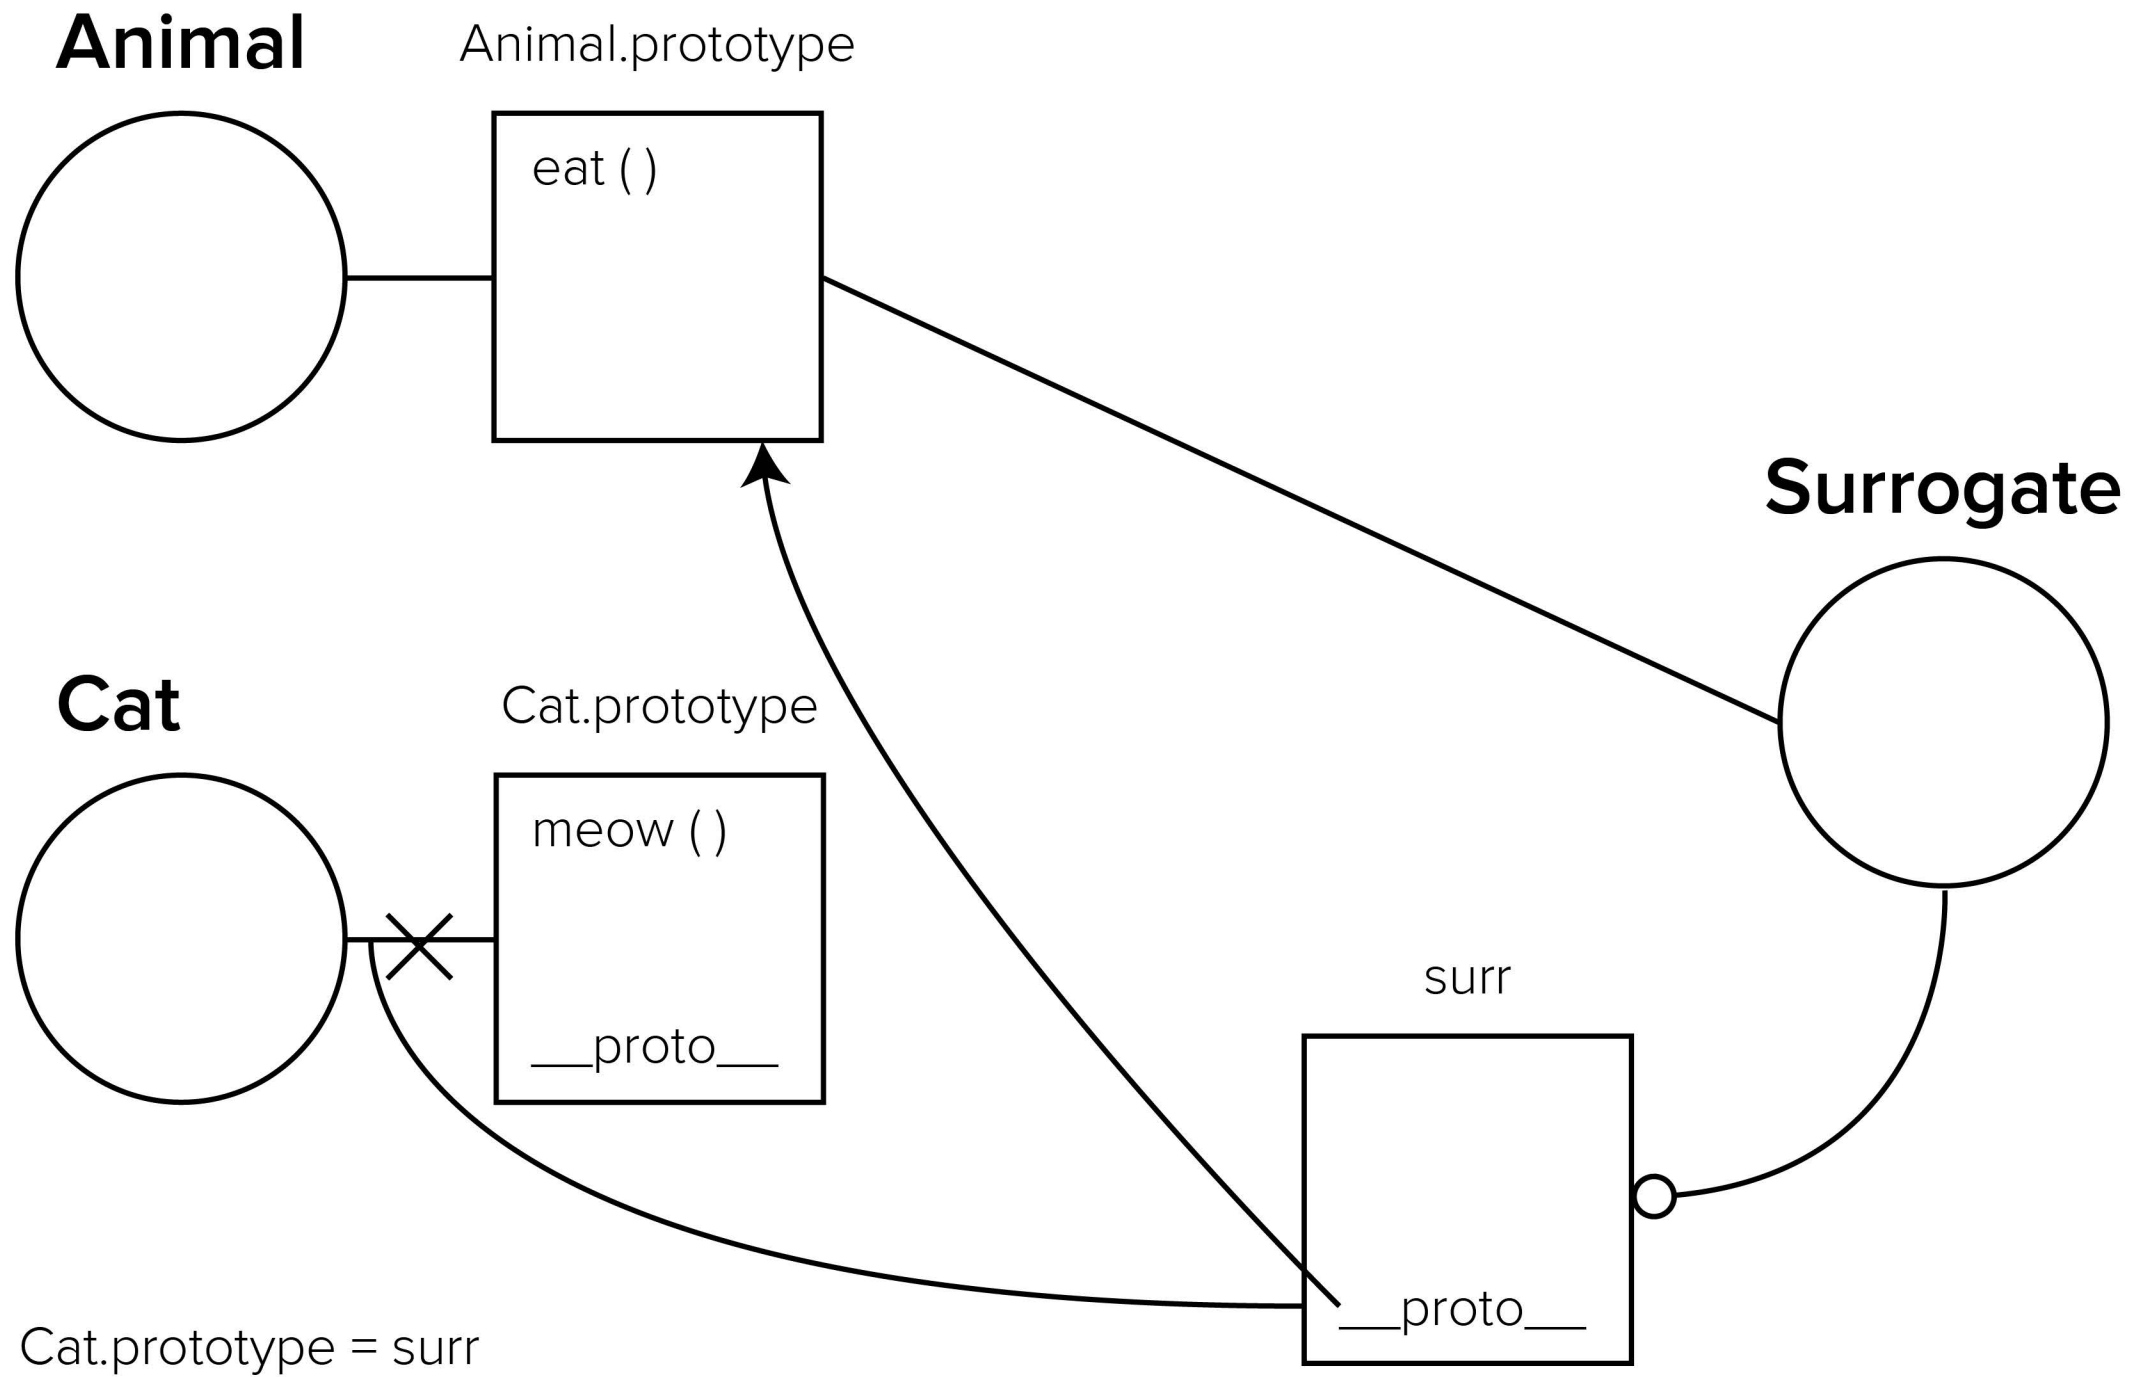 Animal
Animal.prototype
eat ( )
Surrogate
Cat
Cat.prototype
meow ( )
__proto__
surr
__proto__
Cat.prototype = surr